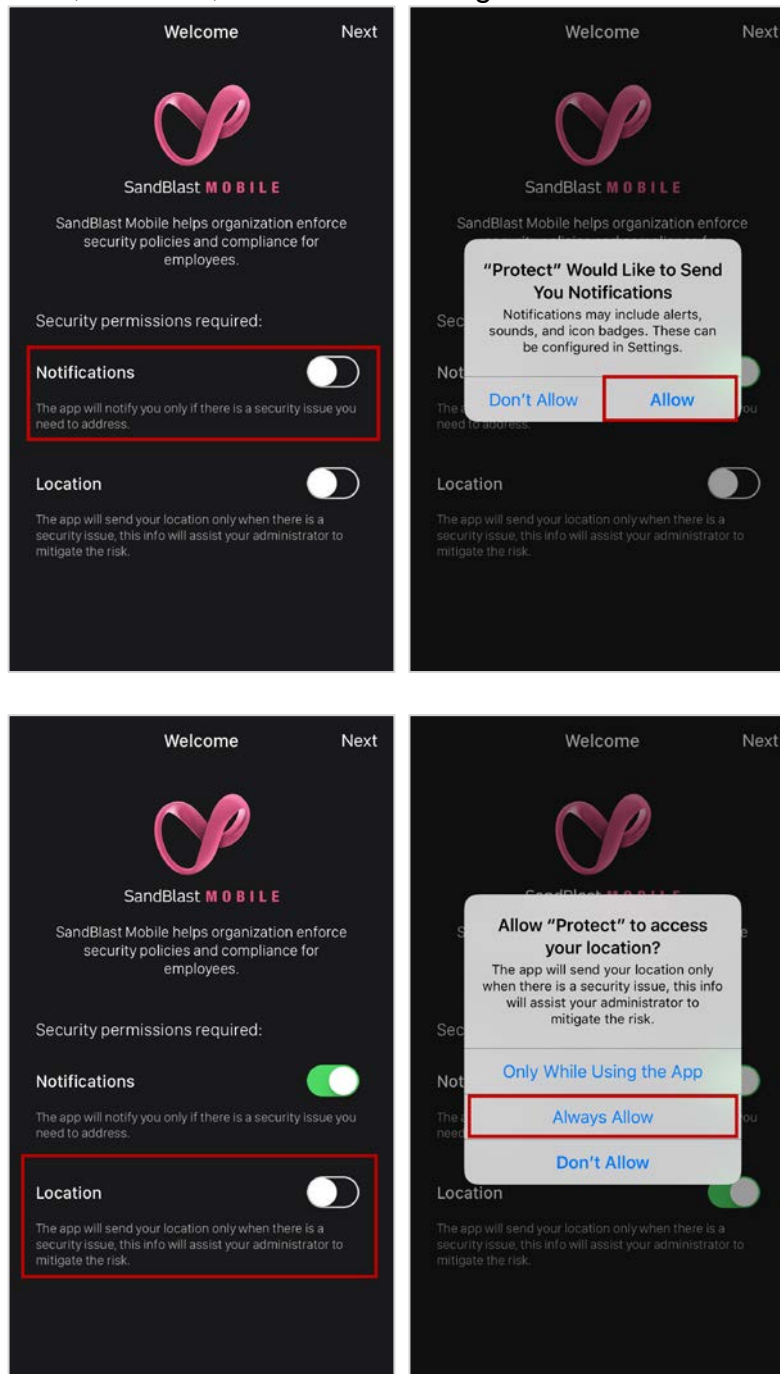 Welcome Next
SandBlast MOBILE
SandBlast Mobile helps organization enforce
security policies and compliance for
employees.
Security permissions required:
Notifications
The app will notify you only if there is a security issue you
need to address.
Location
The app will send your location only when there is a
security issue, this info will assist your administrator to
mitigate the risk.
Welcome Next
SandBlast MOBILE
SandBlast Mobile helps organization enforce
"Protect" Would Like to Send
You Notifications
Notifications may include alerts,
sounds, and icon badges. These can
be configured in Settings.
Don't Allow Allow
need to address.
Location
The app will send your location only when there is a
security issue, this info will assist your administrator to
mitigate the risk.
Welcome Next
SandBlast MOBILE
SandBlast Mobile helps organization enforce
security policies and compliance for
employees.
Security permissions required:
Notifications
The app will notify you only if there is a security issue you
need to address.
Location
The app will send your location only when there is a
security issue, this info will assist your administrator to
mitigate the risk.
Welcome Next
Allow "Protect" to access
your location?
The app will send your location only
when there is a security issue, this info
will assist your administrator to
mitigate the risk.
Only While Using the App
Always Allow
Don't Allow
Location
The app will send your location only when there is a
security issue, this info will assist your administrator to
mitigate the risk.